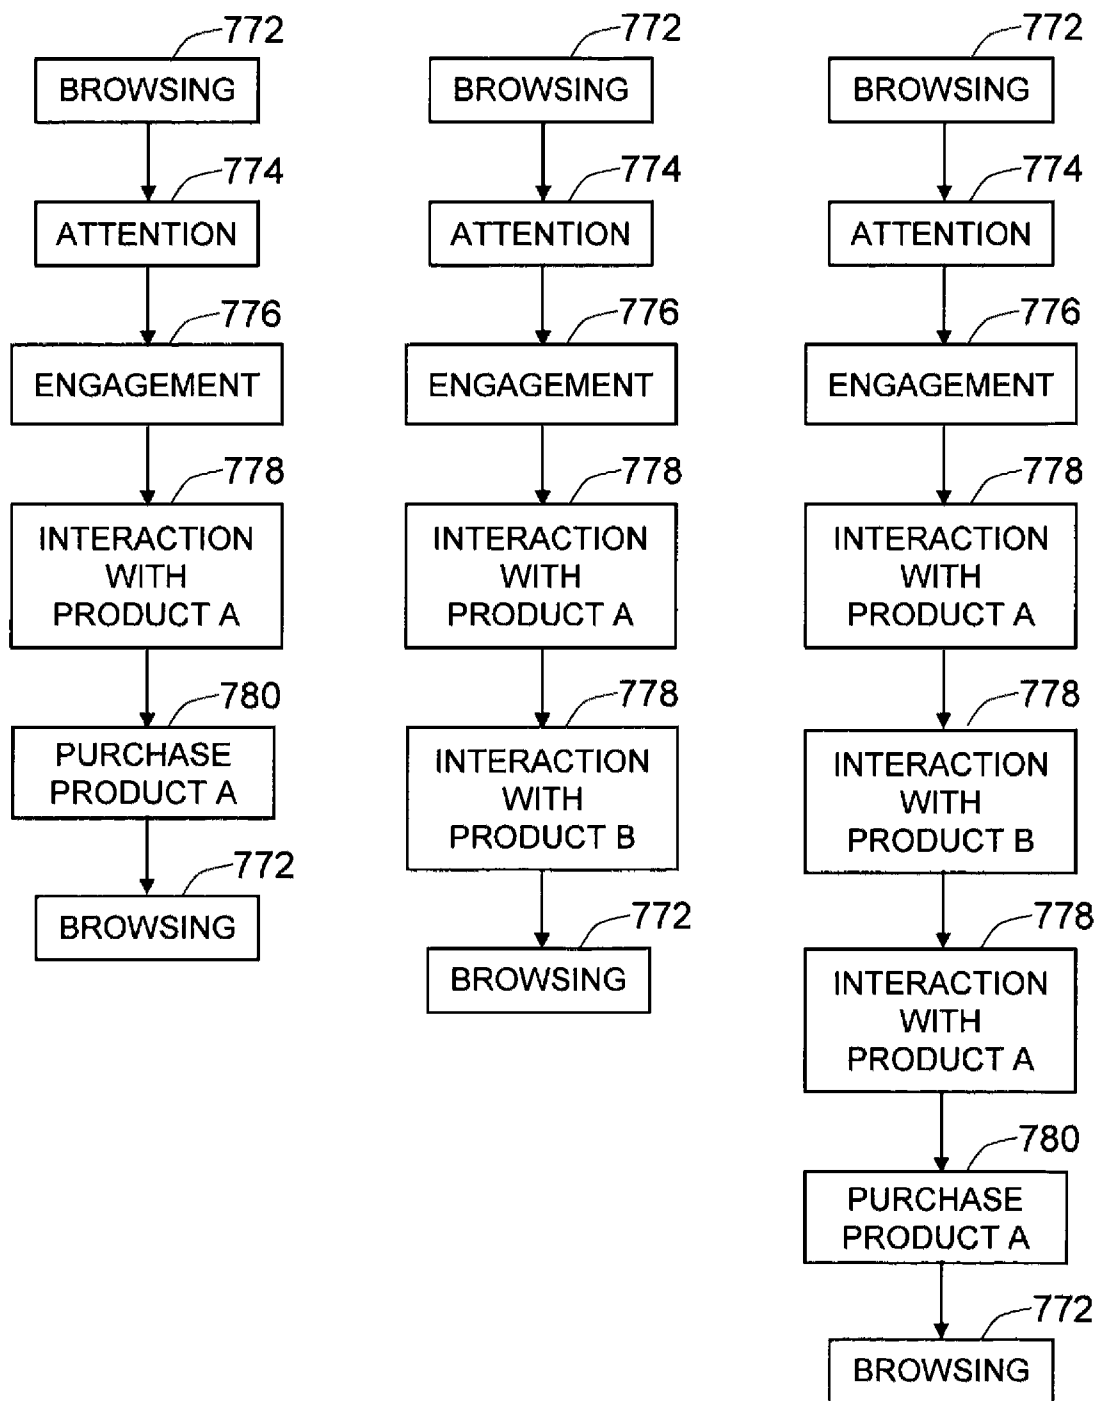 772
BROWSING
774
ATTENTION
776
ENGAGEMENT
778
INTERACTION
WITH
PRODUCT A
780
PURCHASE
PRODUCT A
772
BROWSING
772
BROWSING
774
ATTENTION
776
ENGAGEMENT
778
INTERACTION
WITH
PRODUCT A
778
INTERACTION
WITH
PRODUCT B
772
BROWSING
772
BROWSING
774
ATTENTION
776
ENGAGEMENT
778
INTERACTION
WITH
PRODUCT A
778
INTERACTION
WITH
PRODUCT B
778
INTERACTION
WITH
PRODUCT A
780
PURCHASE
PRODUCT A
772
BROWSING